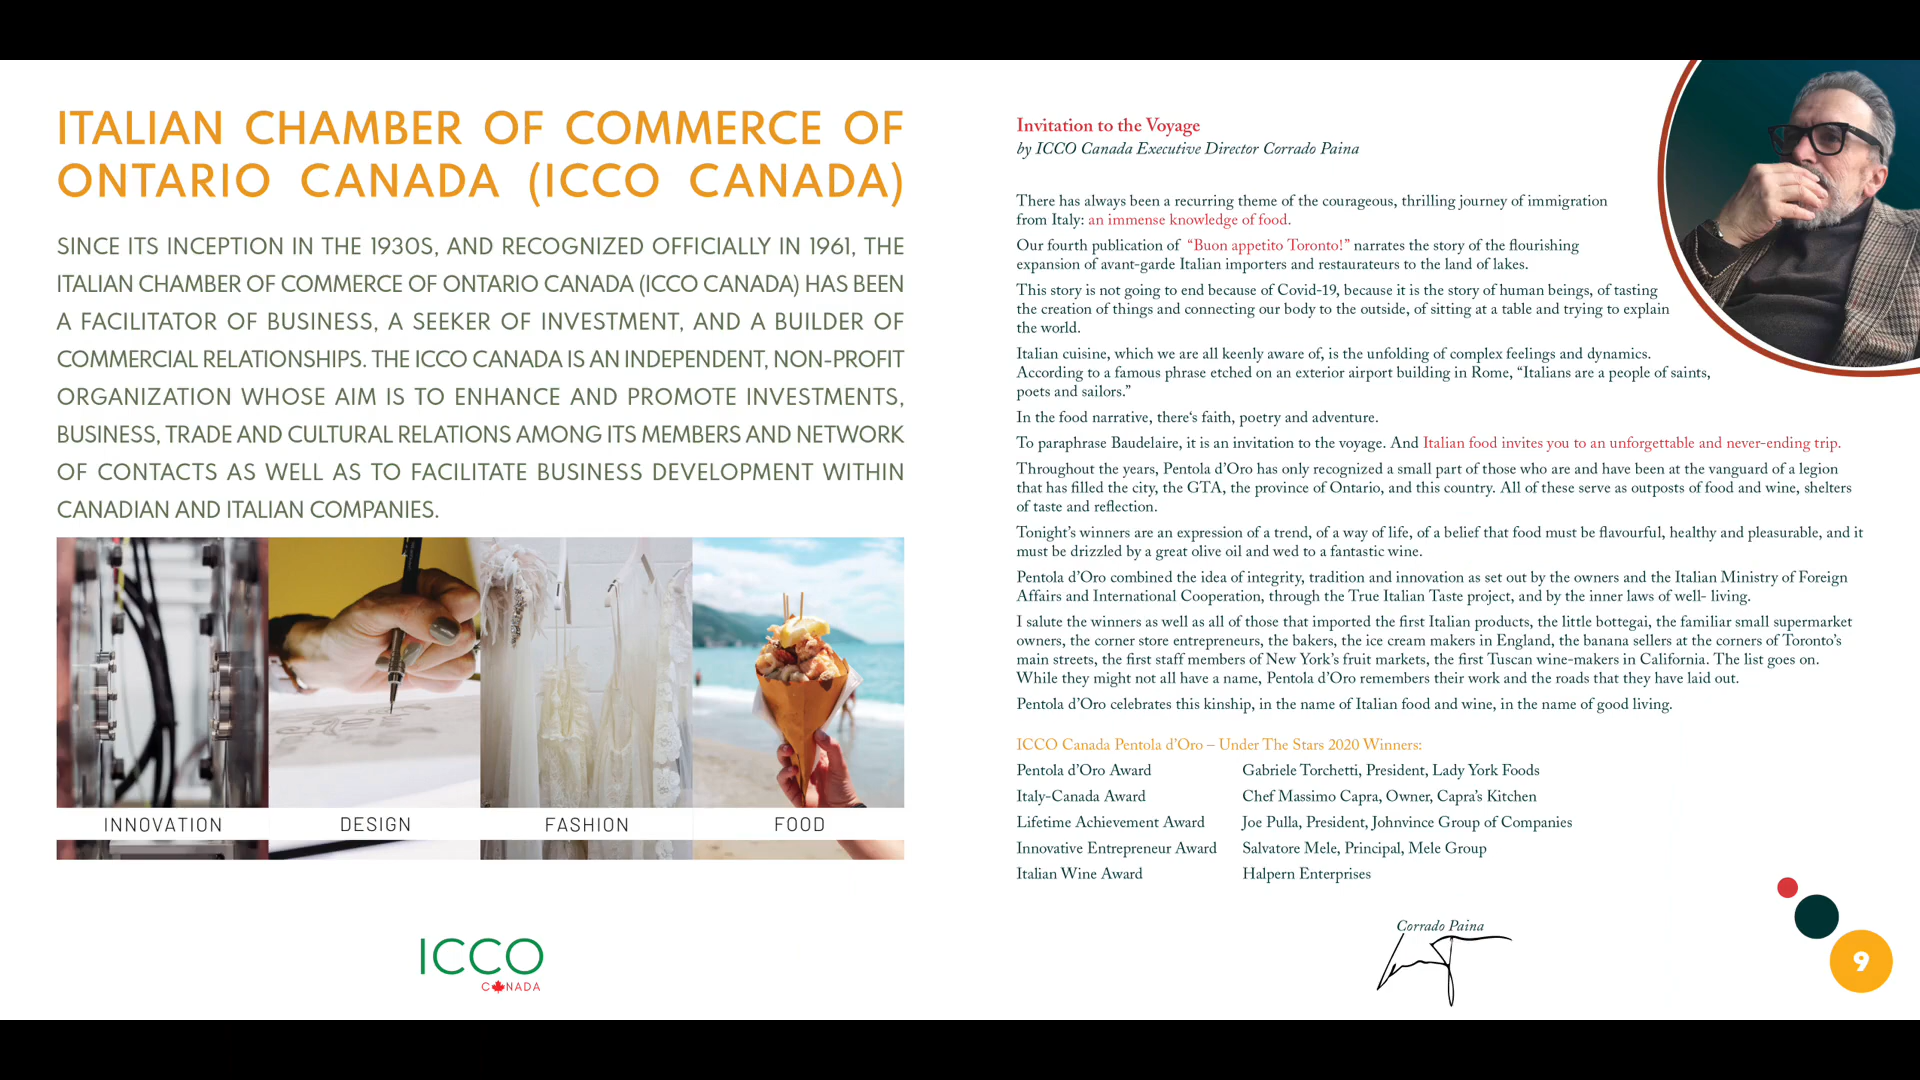 ITALIAN CHAMBER OF COMMERCE OF
ONTARIO CANADA (ICCO CANADA)
SINCE ITS INCEPTION IN THE 1930S, AND RECOGNIZED OFFICIALLY IN 1961, THE
ITALIAN CHAMBER OF COMMERCE OF ONTARIO CANADA (ICCO CANADA) HAS BEEN
A FACILITATOR OF BUSINESS, A SEEKER OF INVESTMENT, AND A BUILDER OF
COMMERCIAL RELATIONSHIPS. THE ICCO CANADA IS AN INDEPENDENT, NON-PROFIT
ORGANIZATION WHOSE AIM IS TO ENHANCE AND PROMOTE INVESTMENTS,
BUSINESS, TRADE AND CULTURAL RELATIONS AMONG ITS MEMBERS AND NETWORK
OF CONTACTS AS WELL AS TO FACILITATE BUSINESS DEVELOPMENT WITHIN
CANADIAN AND ITALIAN COMPANIES.
INNOVATION
DESIGN
FASHION
FOOD
ICCO
CANADA
Invitation to the Voyage
by ICCO Canada Executive Director Corrado Paina
There has always been a recurring theme of the courageous, thrilling journey of immigration
from Italy: an immense knowledge of food.
Our fourth publication of “Buon appetito Toronto!” narrates the story of the flourishing
expansion of avant-garde Italian importers and restaurateurs to the land of lakes.
This story is not going to end because of Covid-19, because it is the story of human beings, of tasting
the creation of things and connecting our body to the outside, of sitting at a table and trying to explain
the world.
Italian cuisine, which we are all keenly aware of, is the unfolding of complex feelings and dynamics.
According to a famous phrase etched on an exterior airport building in Rome, “Italians are a people of saints,
poets and sailors.”
In the food narrative, there‘s faith, poetry and adventure.
To paraphrase Baudelaire, it is an invitation to the voyage. And Italian food invites you to an unforgettable and never-ending trip.
Throughout the years, Pentola d’Oro has only recognized a small part of those who are and have been at the vanguard of a legion
that has filled the city, the GTA, the province of Ontario, and this country. All of these serve as outposts of food and wine, shelters
of taste and reflection.
Tonight’s winners are an expression of a trend, of a way of life, of a belief that food must be flavourful, healthy and pleasurable, and it
must be drizzled by a great olive oil and wed to a fantastic wine.
Pentola d’Oro combined the idea of integrity, tradition and innovation as set out by the owners and the Italian Ministry of Foreign
Affairs and International Cooperation, through the True Italian Taste project, and by the inner laws of well- living.
I salute the winners as well as all of those that imported the first Italian products, the little bottegai, the familiar small supermarket
owners, the corner store entrepreneurs, the bakers, the ice cream makers in England, the banana sellers at the corners of Toronto’s
main streets, the first staff members of New York’s fruit markets, the first Tuscan wine-makers in California. The list goes on.
While they might not all have a name, Pentola d’Oro remembers their work and the roads that they have laid out.
Pentola d’Oro celebrates this kinship, in the name of Italian food and wine, in the name of good living.
ICCO Canada Pentola d’Oro – Under The Stars 2020 Winners:
Pentola d’Oro Award Gabriele Torchetti, President, Lady York Foods
Italy-Canada Award Chef Massimo Capra, Owner, Capra’s Kitchen
Lifetime Achievement Award Joe Pulla, President, Johnvince Group of Companies
Innovative Entrepreneur Award Salvatore Mele, Principal, Mele Group
Italian Wine Award Halpern Enterprises
Corrado Paina
9